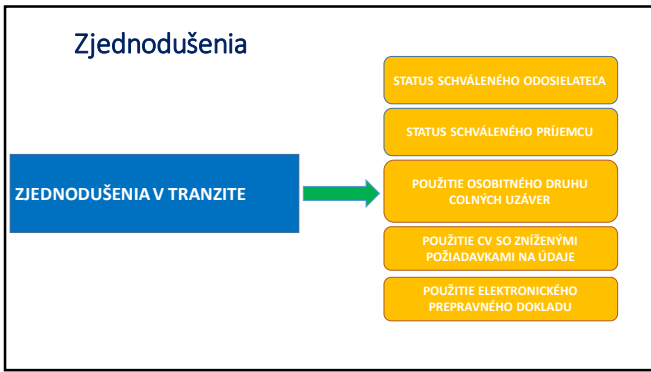 Zjednodušenia
ZJEDNODUŠENIA V TRANZITE
STATUS SCHVÁLENÉHO ODOSIELATEĽA
STATUS SCHVÁLENÉHO PRÍJEMCU
POUŽITIE OSOBITNÉHO DRUHU
COLNÝCH UZÁVER
POUŽITIE CV SO ZNÍŽENÝMI
POŽIADAVKAMI NA ÚDAJE
POUŽITIE ELEKTRONICKÉHO
PREPRAVNÉHO DOKLADU